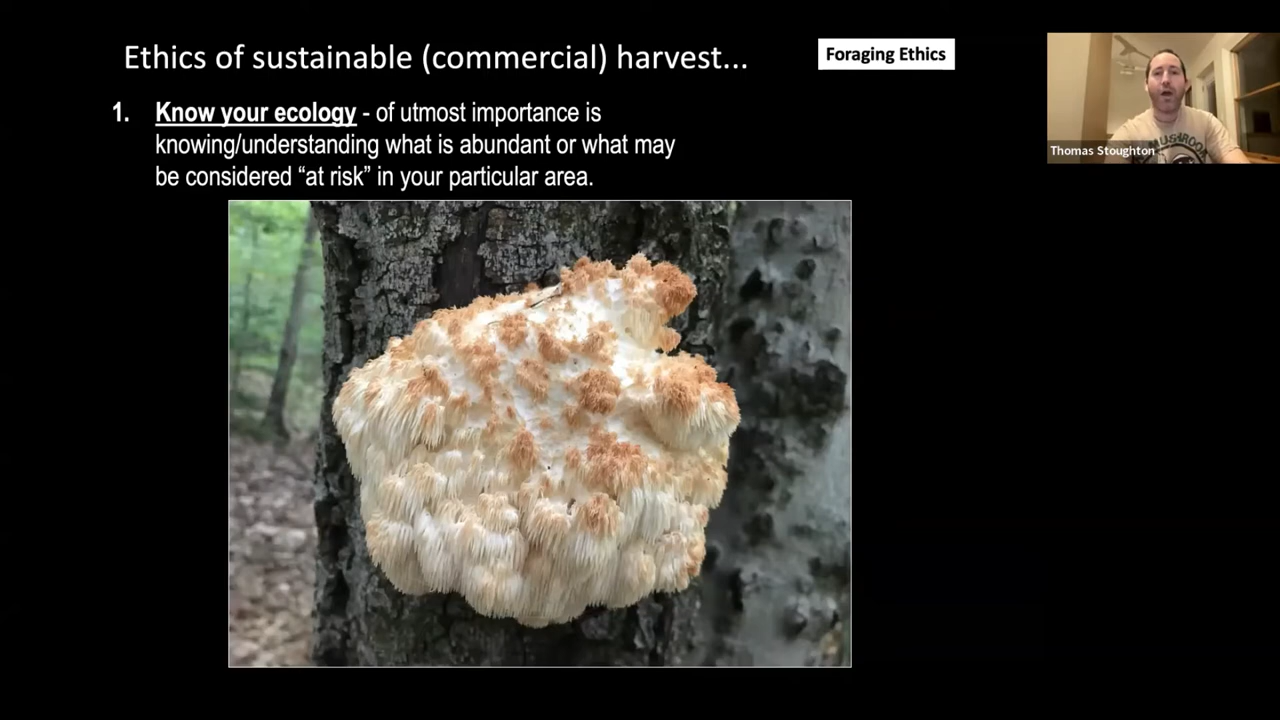 Ethics of sustainable (commercial) harvest...
Foraging Ethics
1. Know your ecology - of utmost importance is
knowing/understanding what is abundant or what may
be considered “at risk” in your particular area.
MUSHROOM
Thomas Stoughton